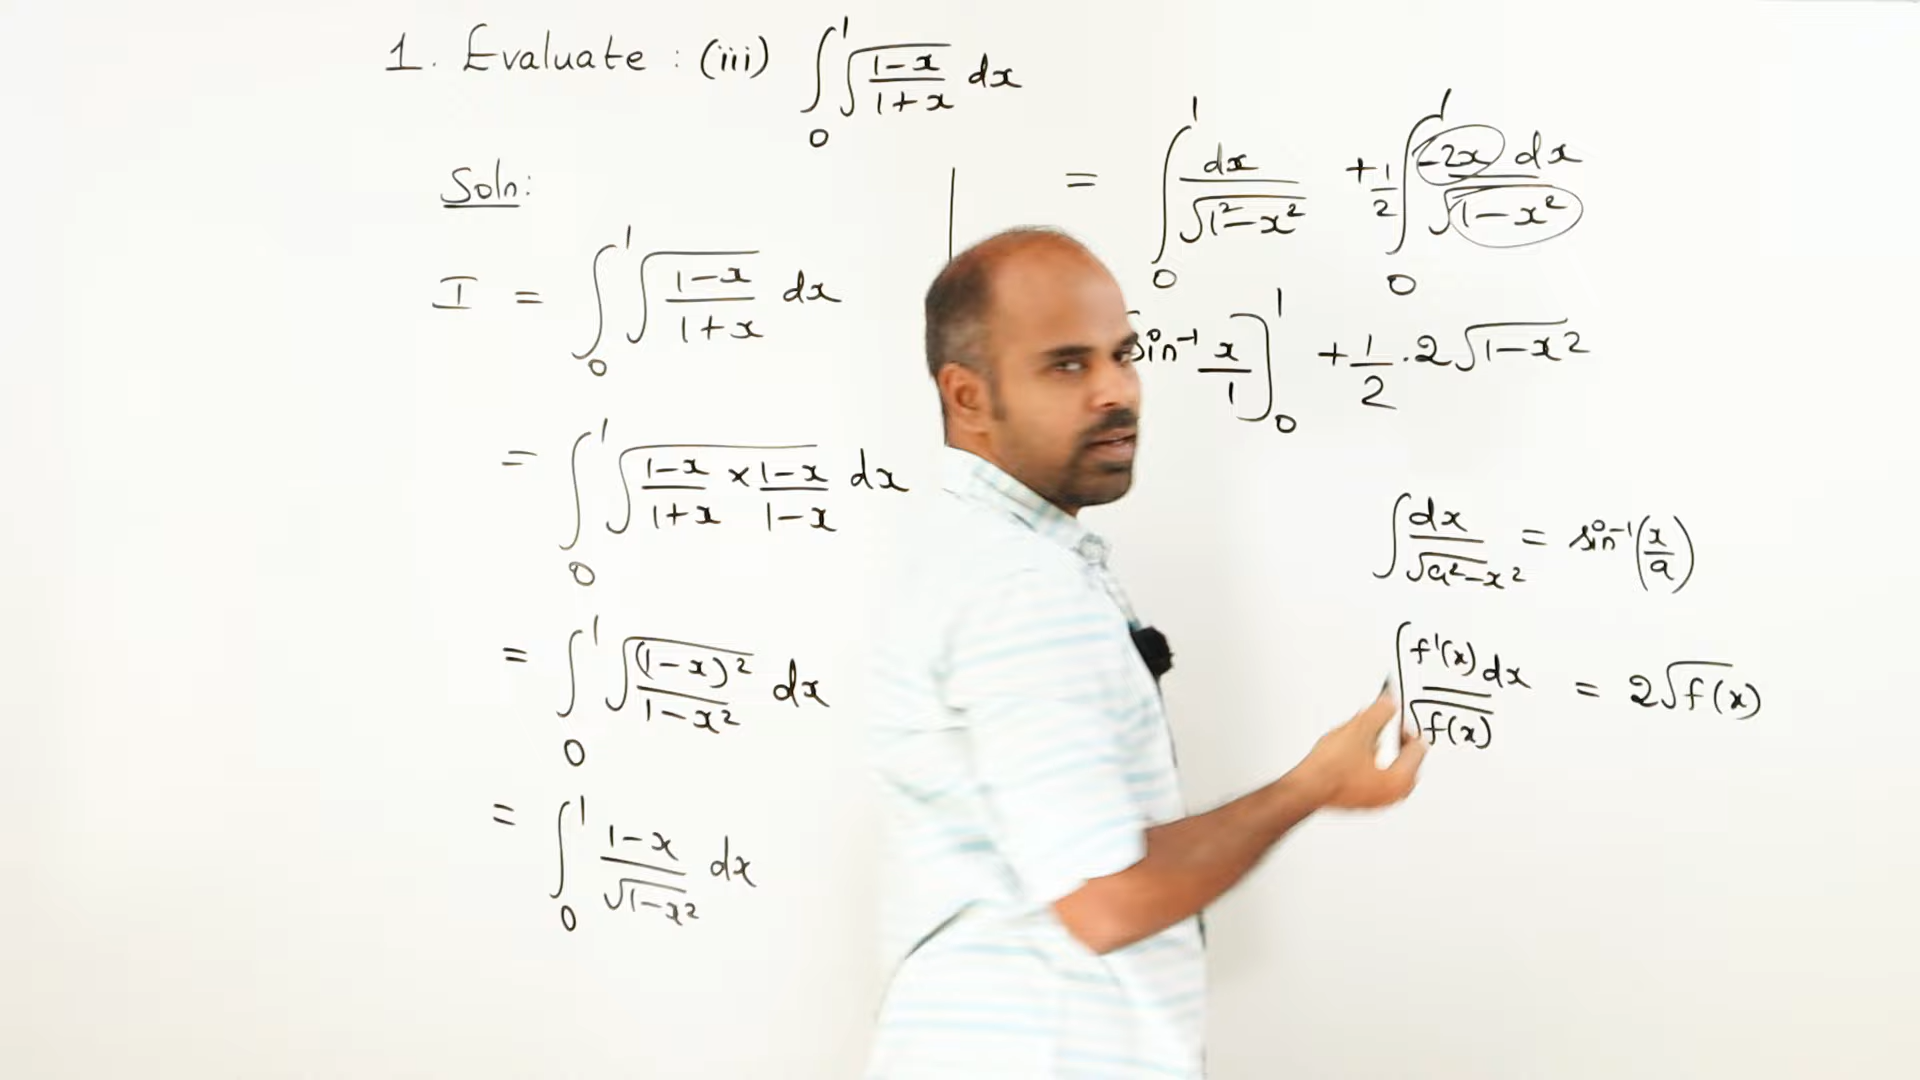 1. Evaluate : (iii) ∫₀¹ √((1-x)/(1+x)) dx
Soln:
I = ∫₀¹ √((1-x)/(1+x)) dx
= ∫₀¹ √((1-x)/(1+x) × (1-x)/(1-x)) dx
= ∫₀¹ √((1-x)²/(1-x²)) dx
= ∫₀¹ (1-x)/√(1-x²) dx
= ∫₀¹ dx/√(1²-x²) + 1/2 ∫₀¹ -2x dx/√(1-x²)
sin⁻¹ x/1]₀¹ + 1/2 . 2√(1-x²)
∫ dx/√(a²-x²) = sin⁻¹(x/a)
∫ f'(x) dx/√f(x) = 2√f(x)